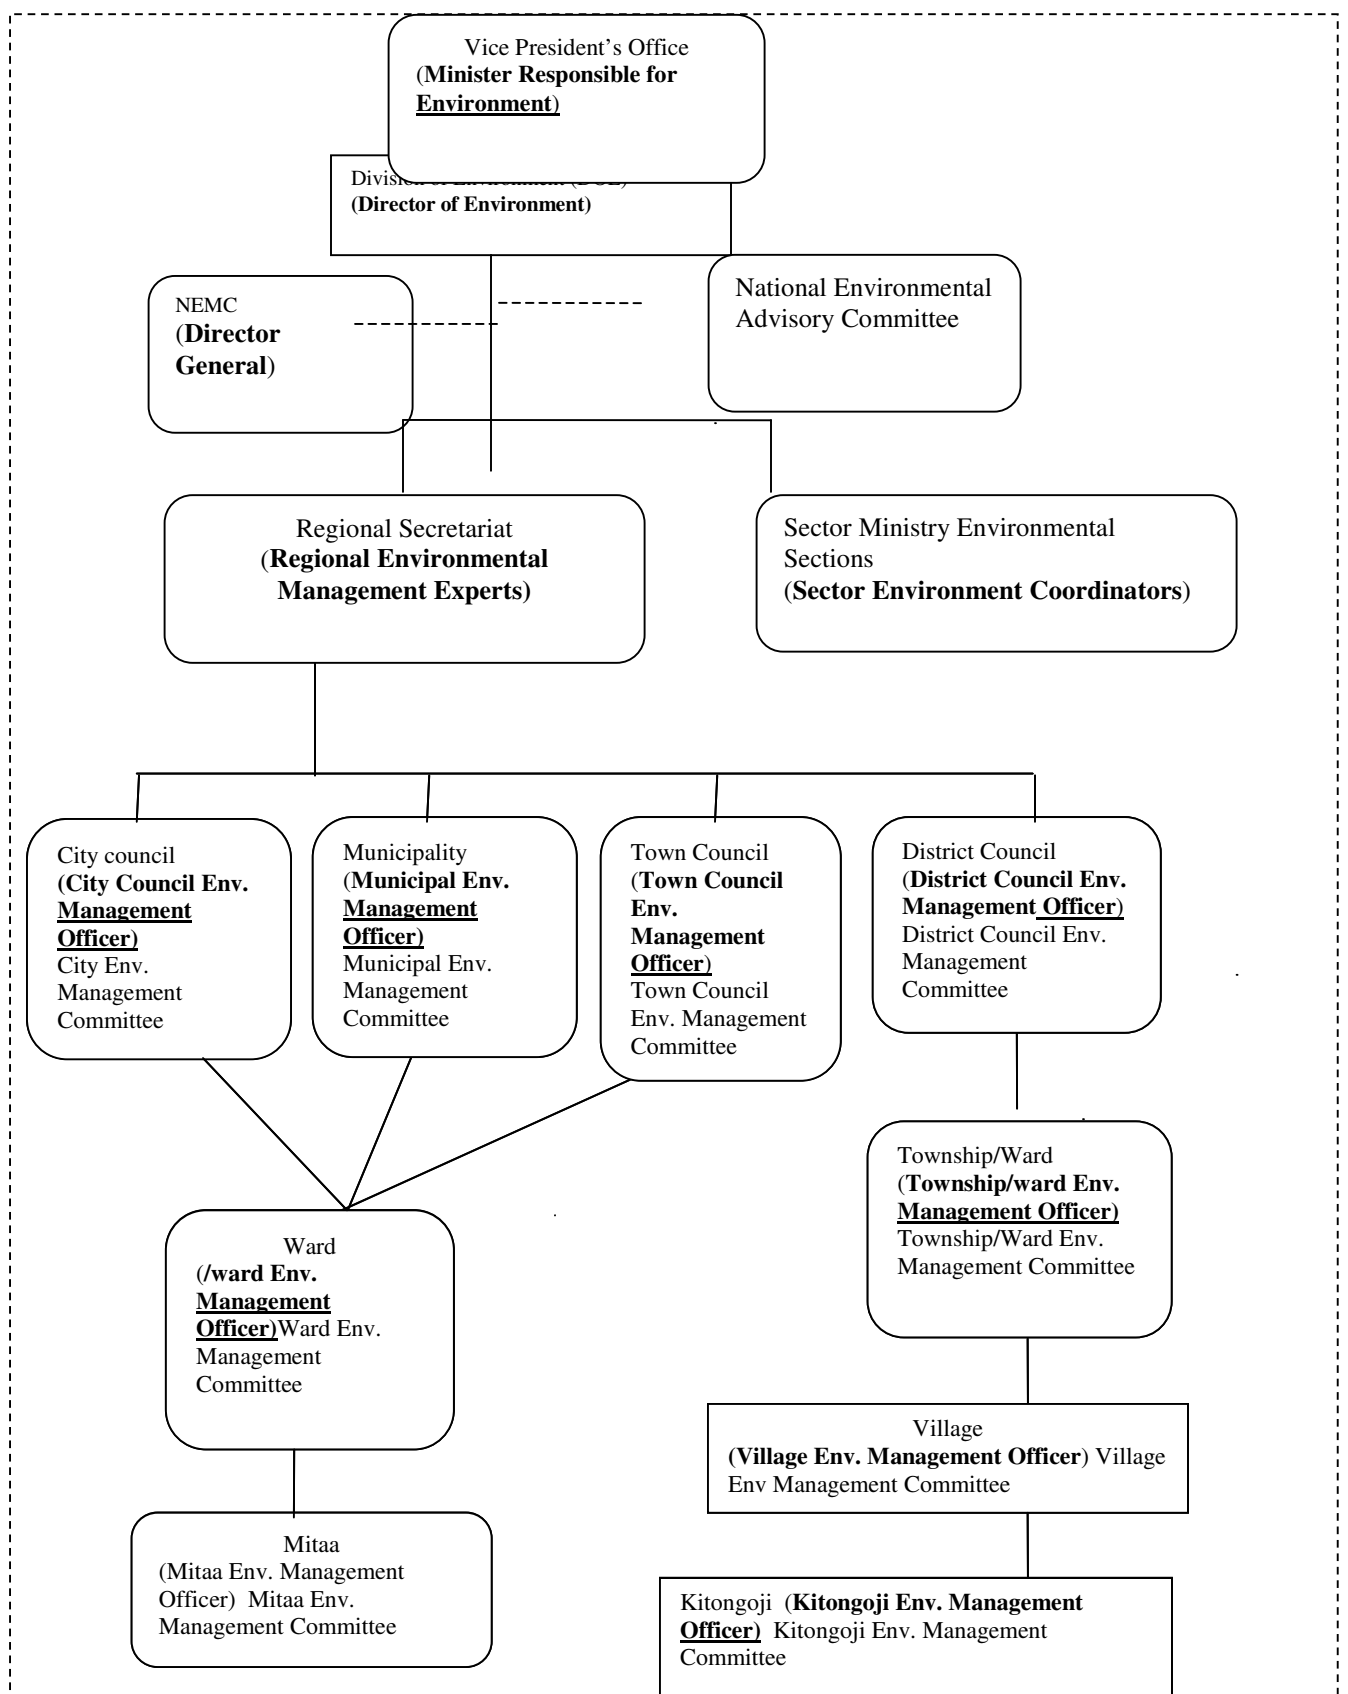 Vice President’s Office
(Minister Responsible for
Environment)
(Director of Environment)
NEMC
(Director
General)
National Environmental
Advisory Committee
Regional Secretariat
(Regional Environmental
Management Experts)
Sector Ministry Environmental
Sections
(Sector Environment Coordinators)
City council
(City Council Env.
Management
Officer)
City Env.
Management
Committee
Municipality
(Municipal Env.
Management
Officer)
Municipal Env.
Management
Committee
Town Council
(Town Council
Env.
Management
Officer)
Town Council
Env. Management
Committee
District Council
(District Council Env.
Management Officer)
District Council Env.
Management
Committee
Township/Ward
(Township/ward Env.
Management Officer)
Township/Ward Env.
Management Committee
Ward
(/ward Env.
Management
Officer)Ward Env.
Management
Committee
Village
(Village Env. Management Officer) Village
Env Management Committee
Mitaa
(Mitaa Env. Management
Officer) Mitaa Env.
Management Committee
Kitongoji (Kitongoji Env. Management
Officer) Kitongoji Env. Management
Committee